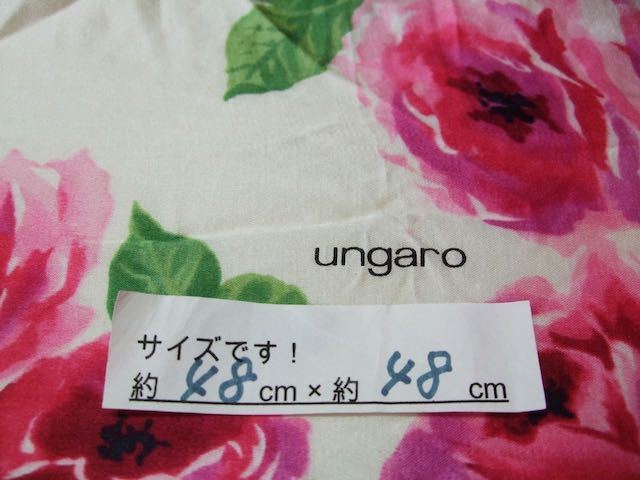 ungaro
サイズです！
約 48 cm × 約 48 cm